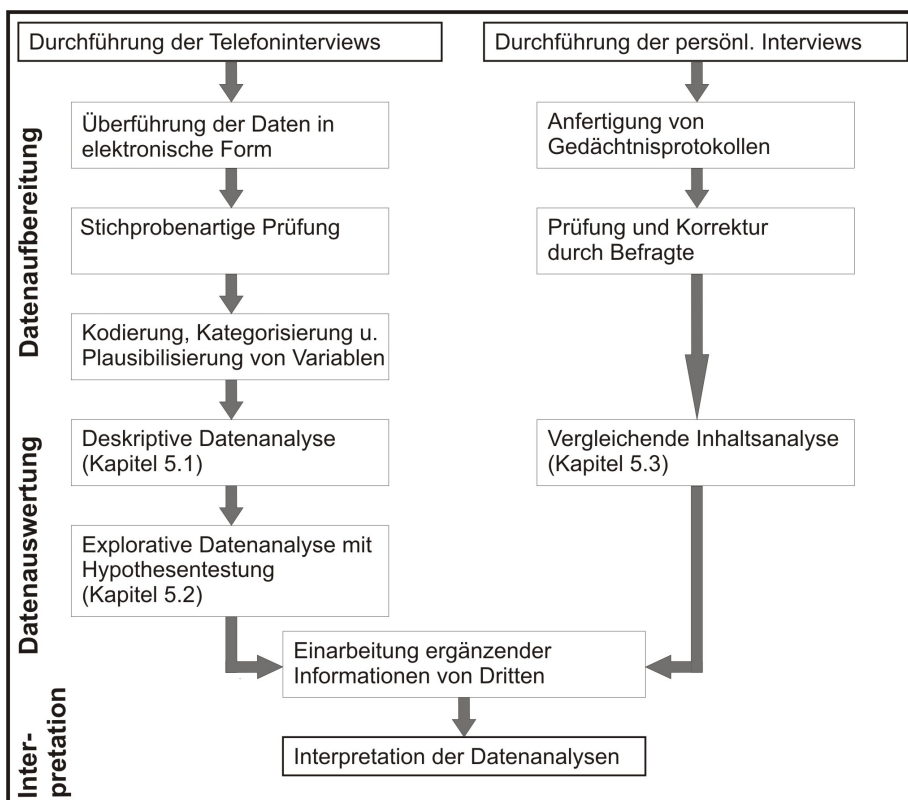 Durchführung der Telefoninterviews
Durchführung der persönl. Interviews
Datenaufbereitung
Überführung der Daten in
elektronische Form
Anfertigung von
Gedächtnisprotokollen
Stichprobenartige Prüfung
Prüfung und Korrektur
durch Befragte
Kodierung, Kategorisierung u.
Plausibilisierung von Variablen
Datenauswertung
Deskriptive Datenanalyse
(Kapitel 5.1)
Vergleichende Inhaltsanalyse
(Kapitel 5.3)
Explorative Datenanalyse mit
Hypothesentestung
(Kapitel 5.2)
Einarbeitung ergänzender
Informationen von Dritten
Inter-
pretation
Interpretation der Datenanalysen